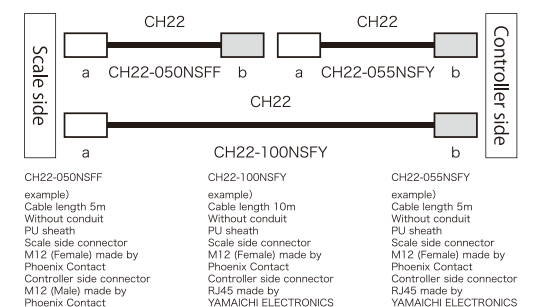 Scale side
CH22
CH22
a
CH22-050NSFF
b
a
CH22-055NSFY
b
CH22
a
CH22-100NSFY
b
Controller side
CH22-050NSFF
example)
Cable length 5m
Without conduit
PU sheath
Scale side connector
M12 (Female) made by
Phoenix Contact
Controller side connector
M12 (Male) made by
Phoenix Contact
CH22-100NSFY
example)
Cable length 10m
Without conduit
PU sheath
Scale side connector
M12 (Female) made by
Phoenix Contact
Controller side connector
RJ45 made by
YAMAICHI ELECTRONICS
CH22-055NSFY
example)
Cable length 5m
Without conduit
PU sheath
Scale side connector
M12 (Female) made by
Phoenix Contact
Controller side connector
RJ45 made by
YAMAICHI ELECTRONICS